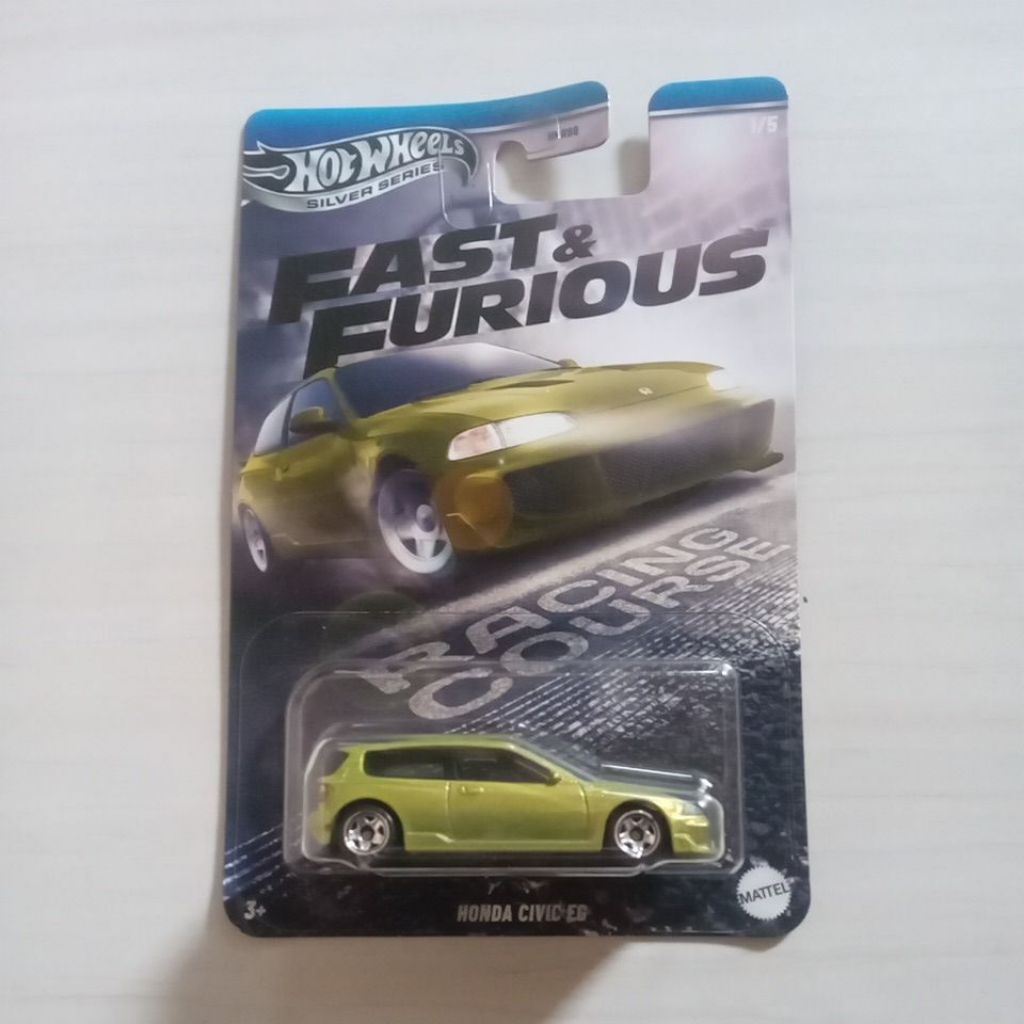 1/5
HOT WHEELS
SILVER SERIES
FAST &
FURIOUS
RACING
COURSE
HONDA CIVIC EG
3+
MATTEL